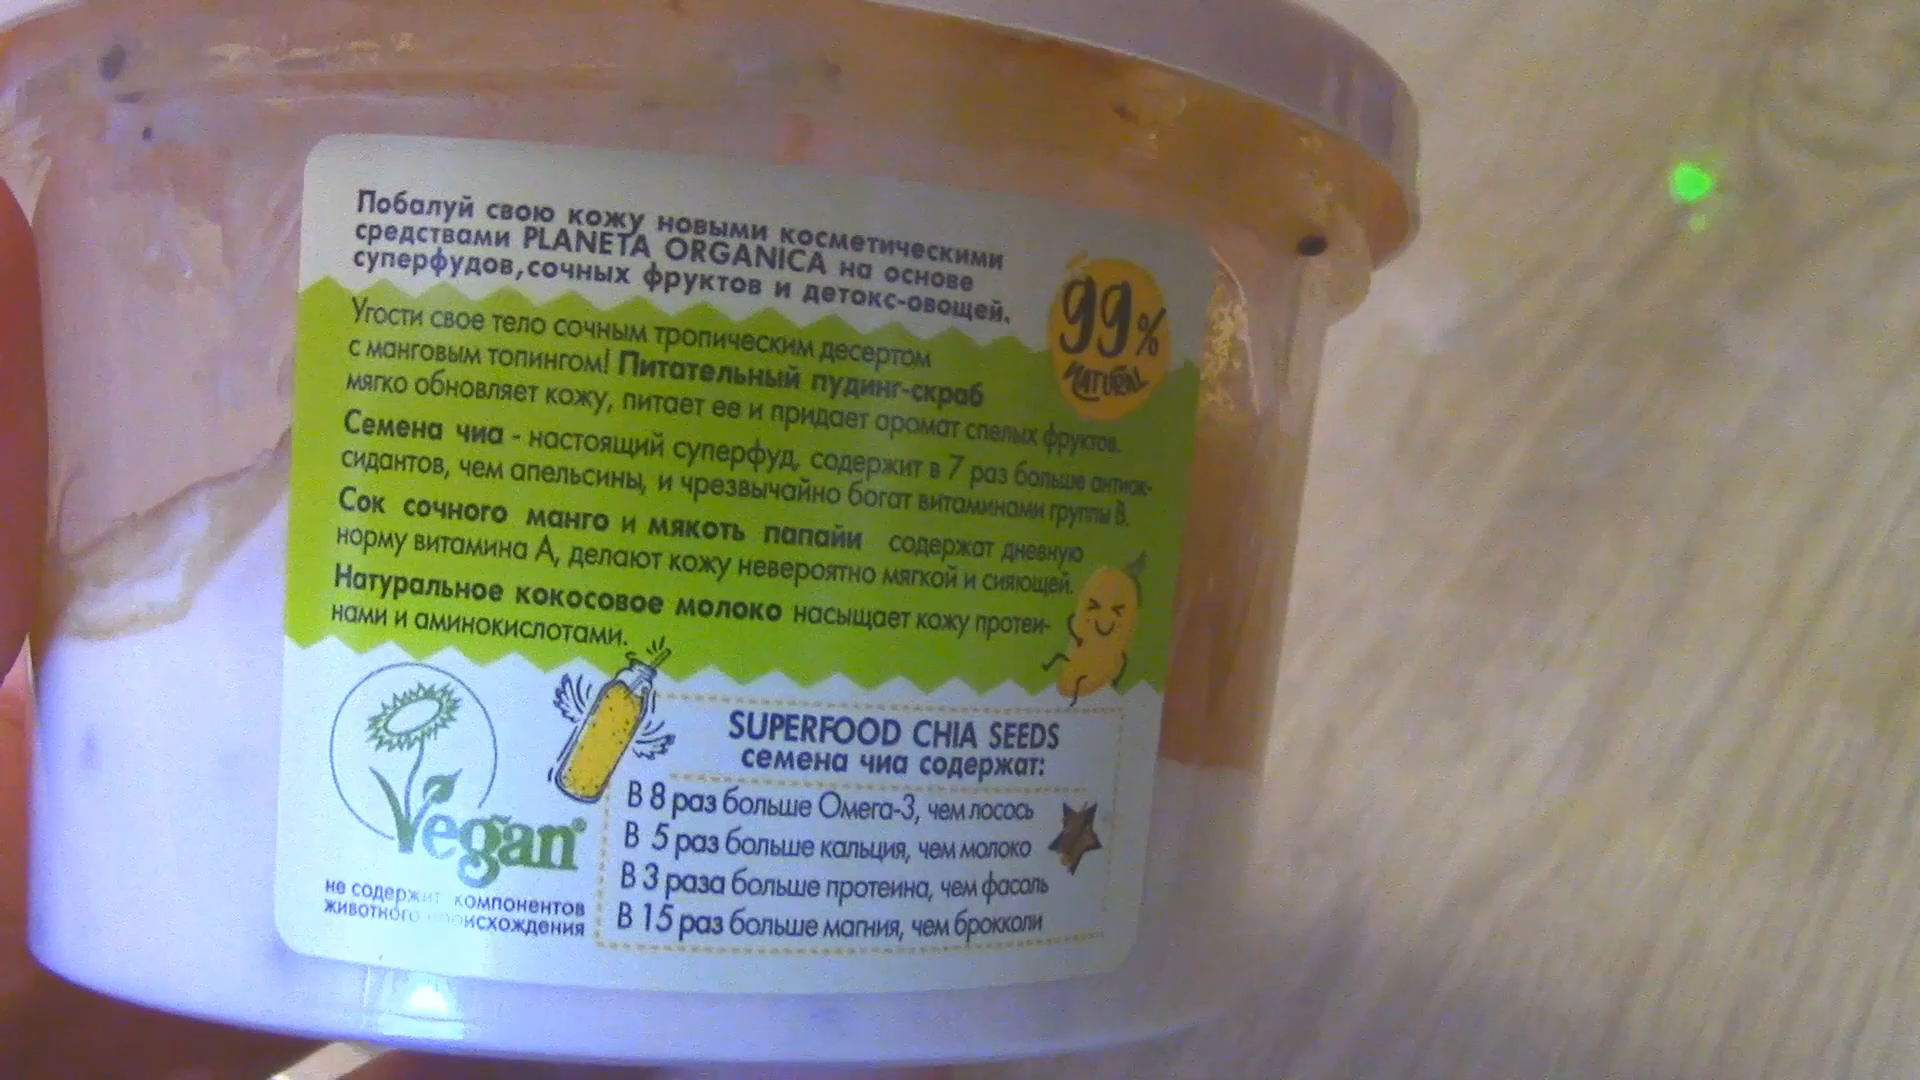 Побалуй свою кожу новыми косметическими
средствами PLANETA ORGANICA на основе
суперфудов, сочных фруктов и детокс-овощей.
99%
NATURAL
Угости свое тело сочным тропическим десертом
с манговым топингом! Питательный пудинг-скраб
мягко обновляет кожу, питает ее и придает аромат спелых фруктов.
Семена чиа - настоящий суперфуд, содержит в 7 раз больше антиок-
сидантов, чем апельсины, и чрезвычайно богат витаминами группы В.
Сок сочного манго и мякоть папайи содержат дневную
норму витамина А, делают кожу невероятно мягкой и сияющей.
Натуральное кокосовое молоко насыщает кожу протеи-
нами и аминокислотами.
Vegan®
не содержит компонентов
животного происхождения
SUPERFOOD CHIA SEEDS
семена чиа содержат:
В 8 раз больше Омега-3, чем лосось
В 5 раз больше кальция, чем молоко
В 3 раза больше протеина, чем фасоль
В 15 раз больше магния, чем брокколи